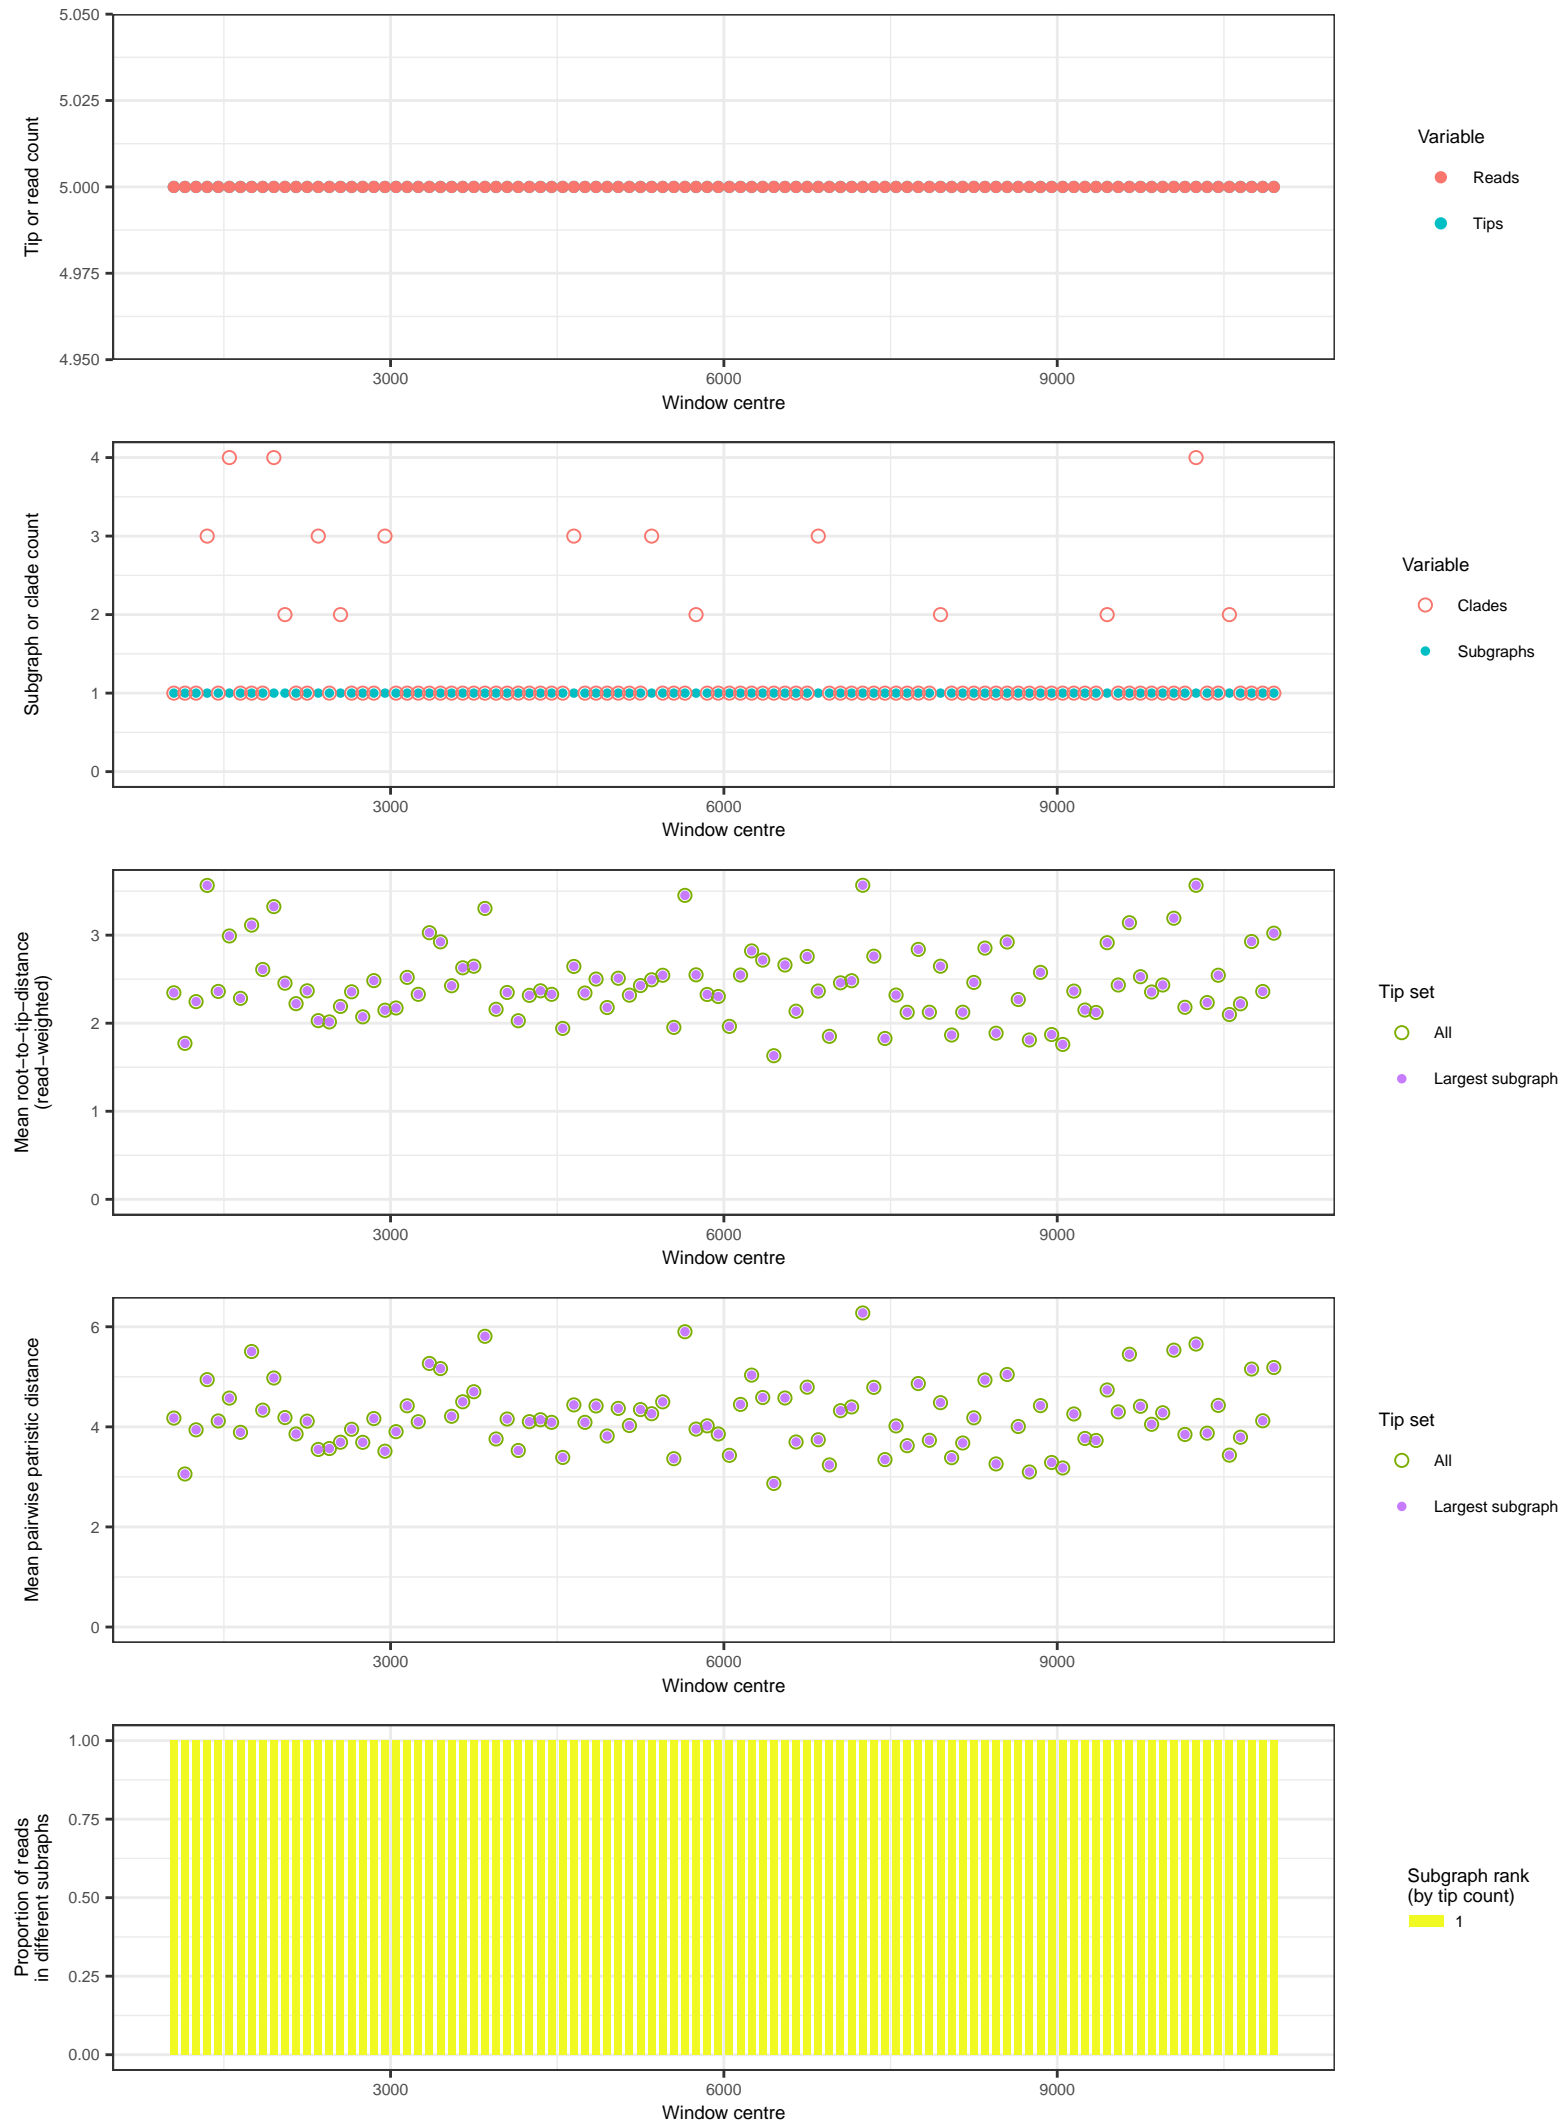 5.050
5.025
5.000
4.975
4.950
Tip or read count
3000 6000 9000
Window centre
Variable
Reads
Tips
4
3
2
1
0
Subgraph or clade count
3000 6000 9000
Window centre
Variable
Clades
Subgraphs
3
2
1
0
Mean root−to−tip−distance
(read−weighted)
3000 6000 9000
Window centre
Tip set
All
Largest subgraph
6
4
2
0
Mean pairwise patristic distance
3000 6000 9000
Window centre
Tip set
All
Largest subgraph
1.00
0.75
0.50
0.25
0.00
Proportion of reads
in different subraphs
3000 6000 9000
Window centre
Subgraph rank
(by tip count)
1